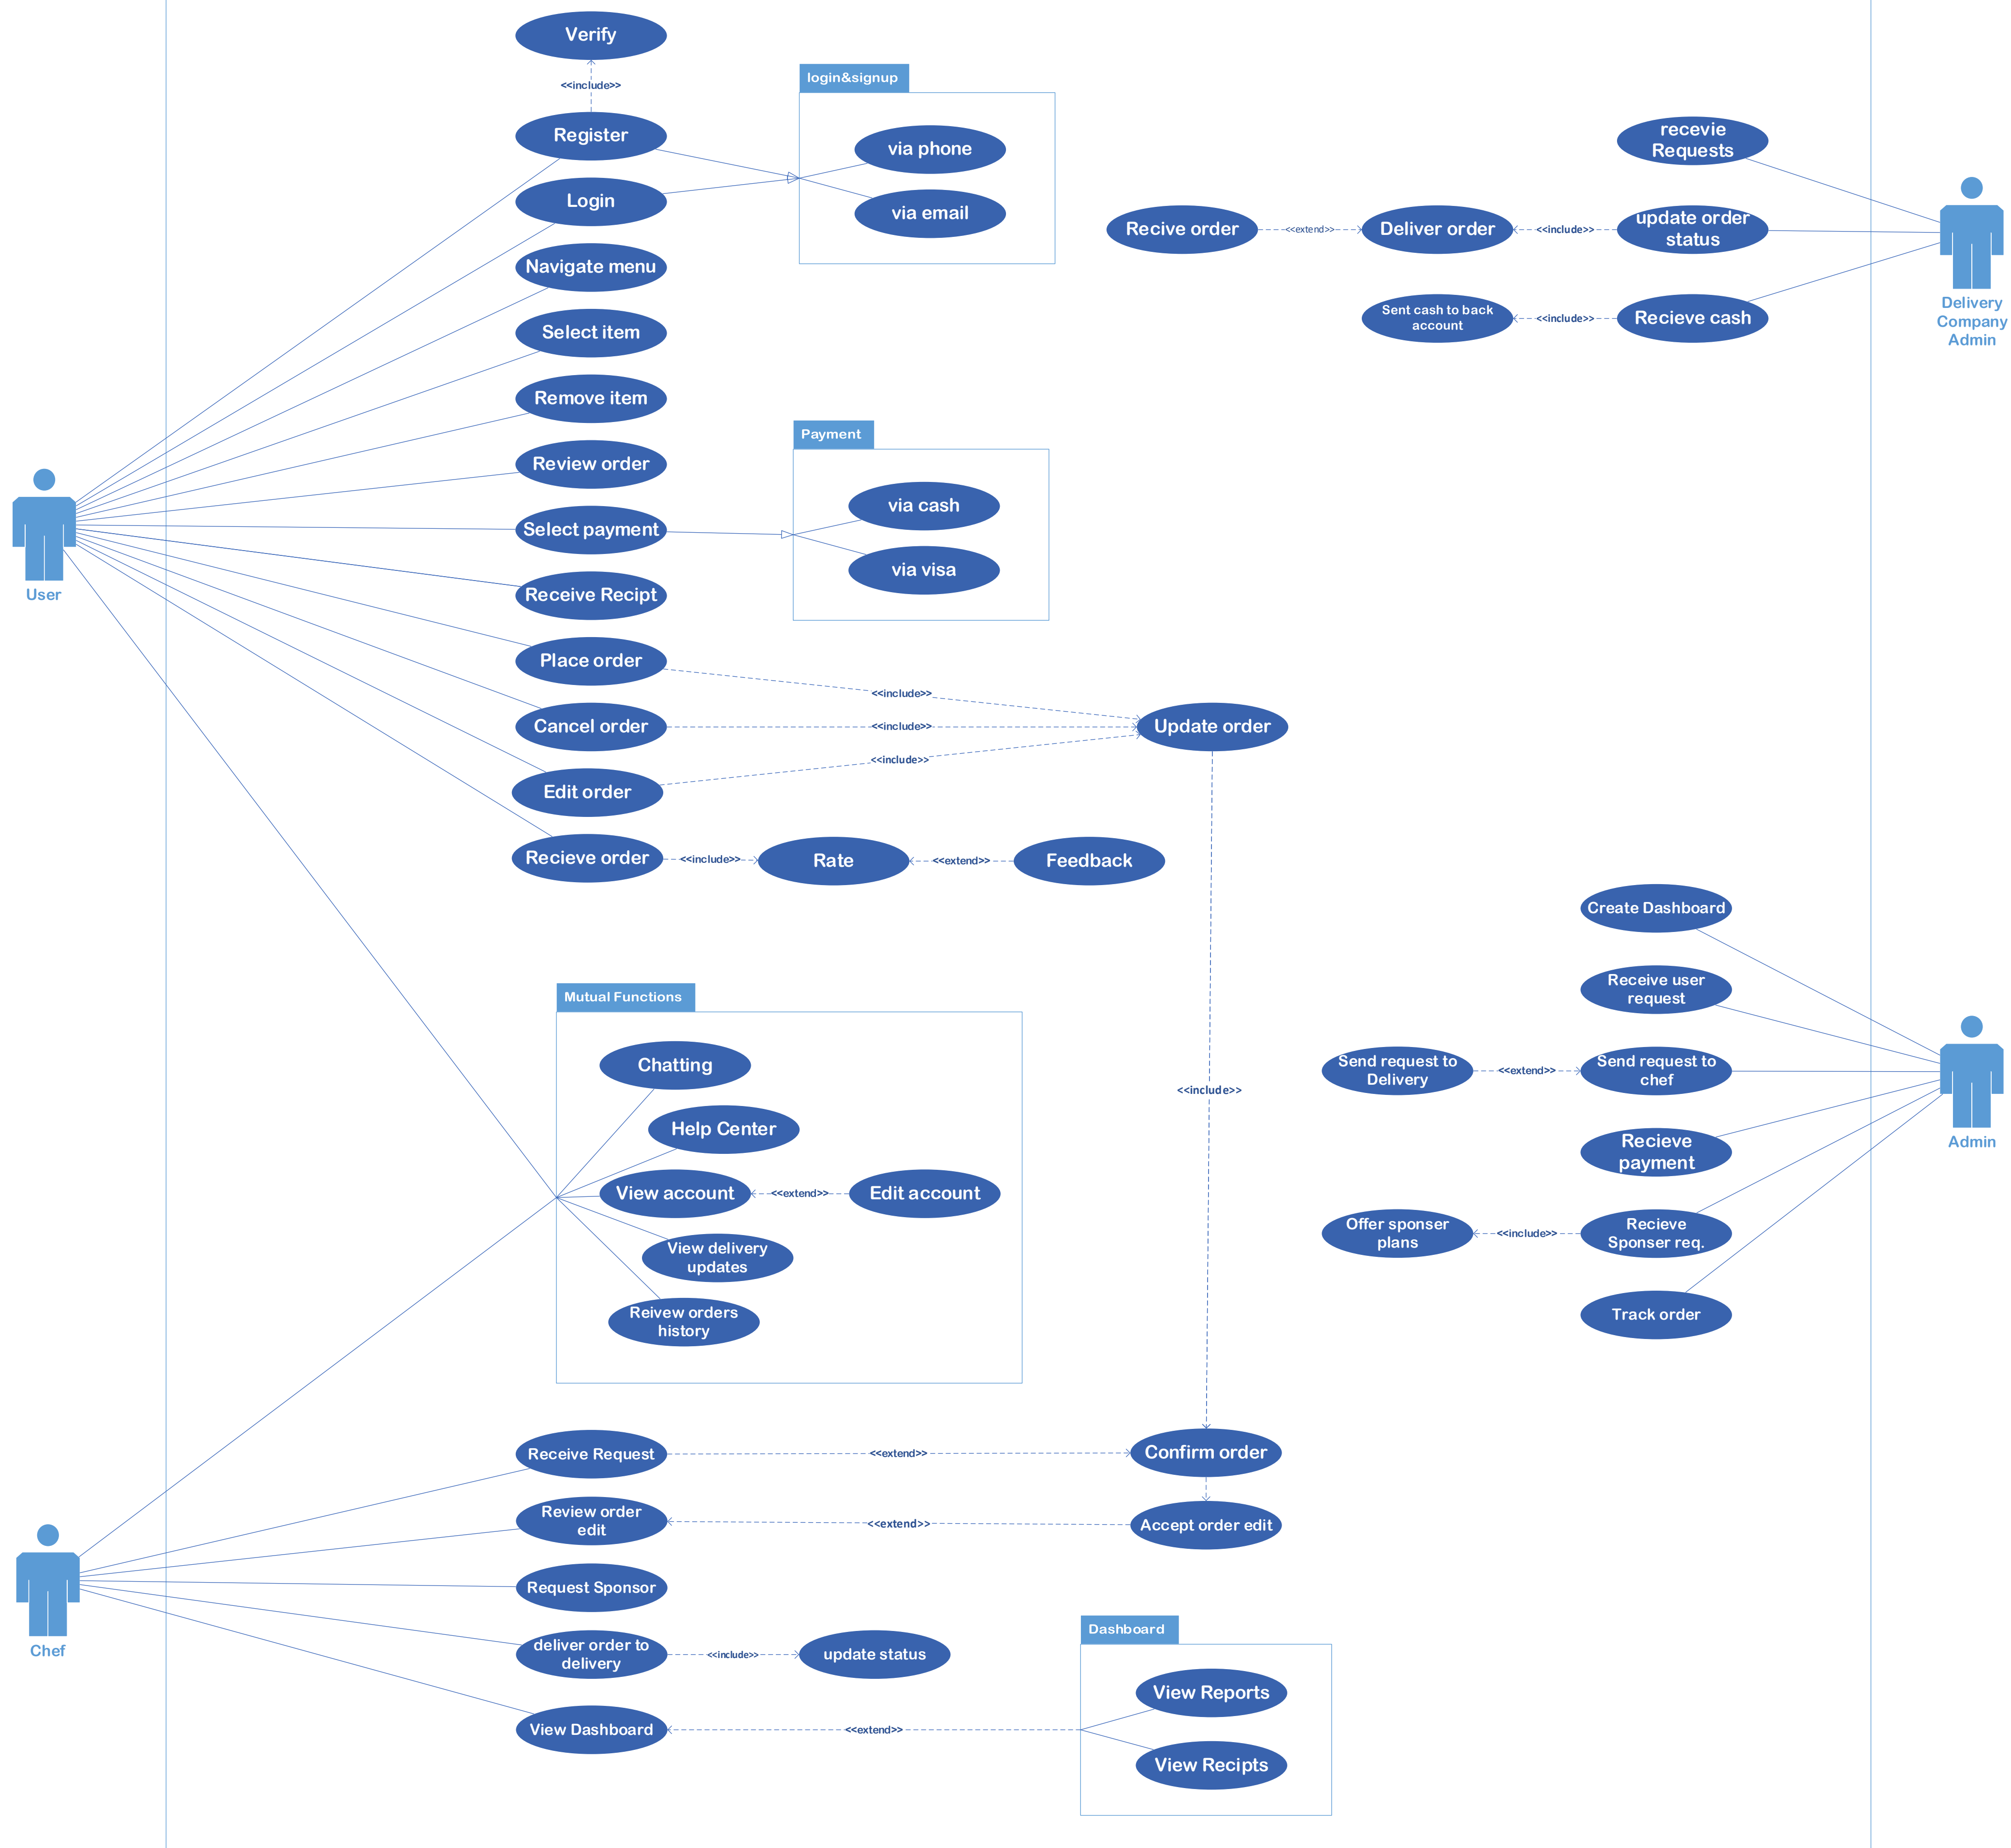 Verify
<<include>>
login&signup
Register
via phone
Login
via email
Navigate menu
Select item
Remove item
Payment
Review order
via cash
Select payment
via visa
Receive Recipt
User
Place order
<<include>>
Cancel order
<<include>>
Update order
<<include>>
Edit order
Recieve order
<<include>>
Rate
<<extend>>
Feedback
recevie
Requests
Recive order
<<extend>>
Deliver order
<<include>>
update order
status
Sent cash to back
account
<<include>>
Recieve cash
Delivery
Company
Admin
Create Dashboard
Receive user
request
Send request to
Delivery
<<extend>>
Send request to
chef
Recieve
payment
Admin
Offer sponser
plans
<<include>>
Recieve
Sponser req.
Track order
Mutual Functions
Chatting
<<include>>
Help Center
View account
<<extend>>
Edit account
View delivery
updates
Reivew orders
history
Receive Request
<<extend>>
Confirm order
Review order
edit
<<extend>>
Accept order edit
Request Sponsor
Chef
deliver order to
delivery
<<include>>
update status
Dashboard
View Reports
View Dashboard
<<extend>>
View Recipts